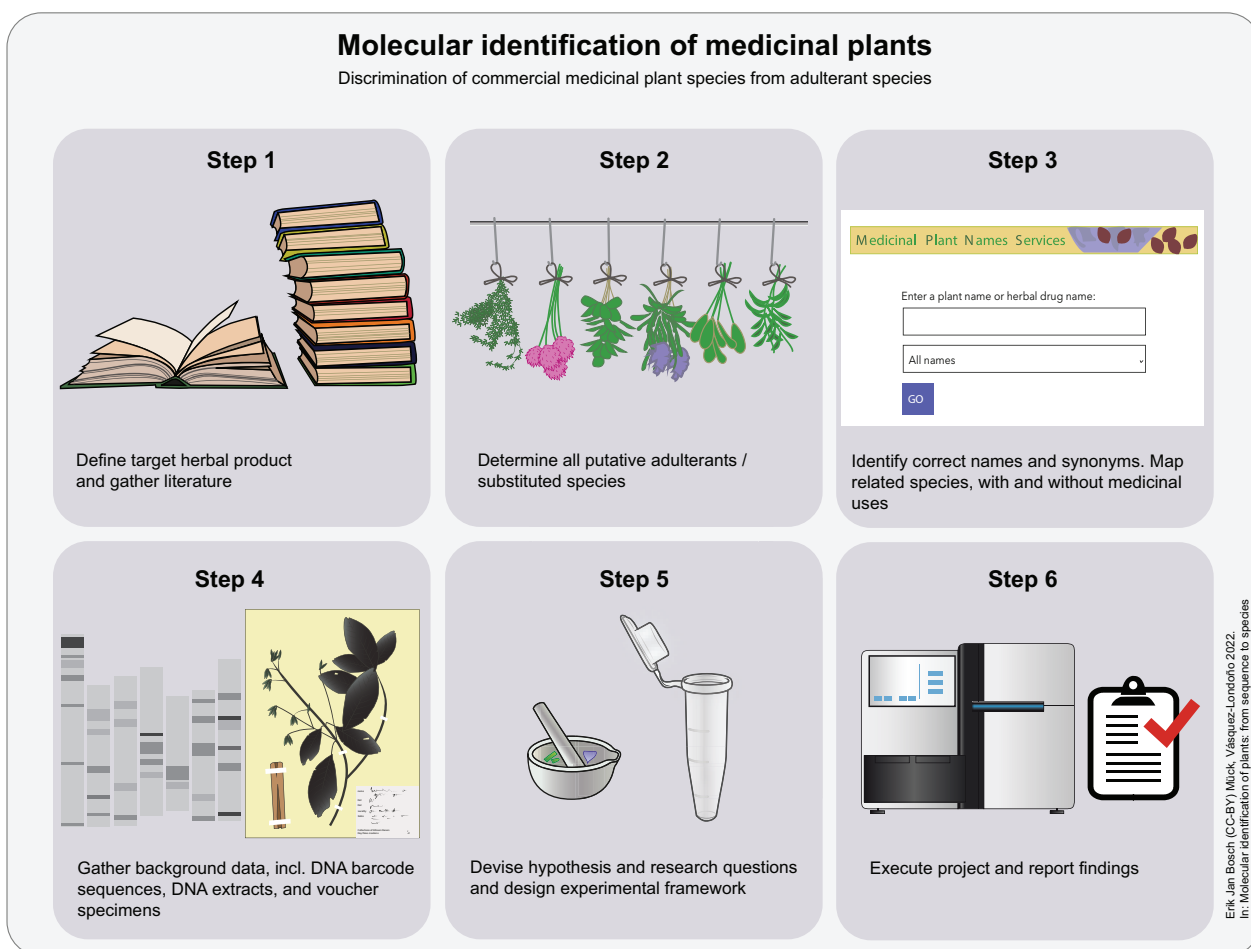 Molecular identification of medicinal plants
Discrimination of commercial medicinal plant species from adulterant species
Step 1
Define target herbal product
and gather literature
Step 2
Determine all putative adulterants /
substituted species
Step 3
Medicinal Plant Names Services
Enter a plant name or herbal drug name:
All names
GO
Identify correct names and synonyms. Map
related species, with and without medicinal
uses
Step 4
Gather background data, incl. DNA barcode
sequences, DNA extracts, and voucher
specimens
Step 5
Devise hypothesis and research questions
and design experimental framework
Step 6
Execute project and report findings
Erik Jan Bosch (CC-BY) Mück, Vásquez-Londoño 2022.
In: Molecular identification of plants: from sequence to species